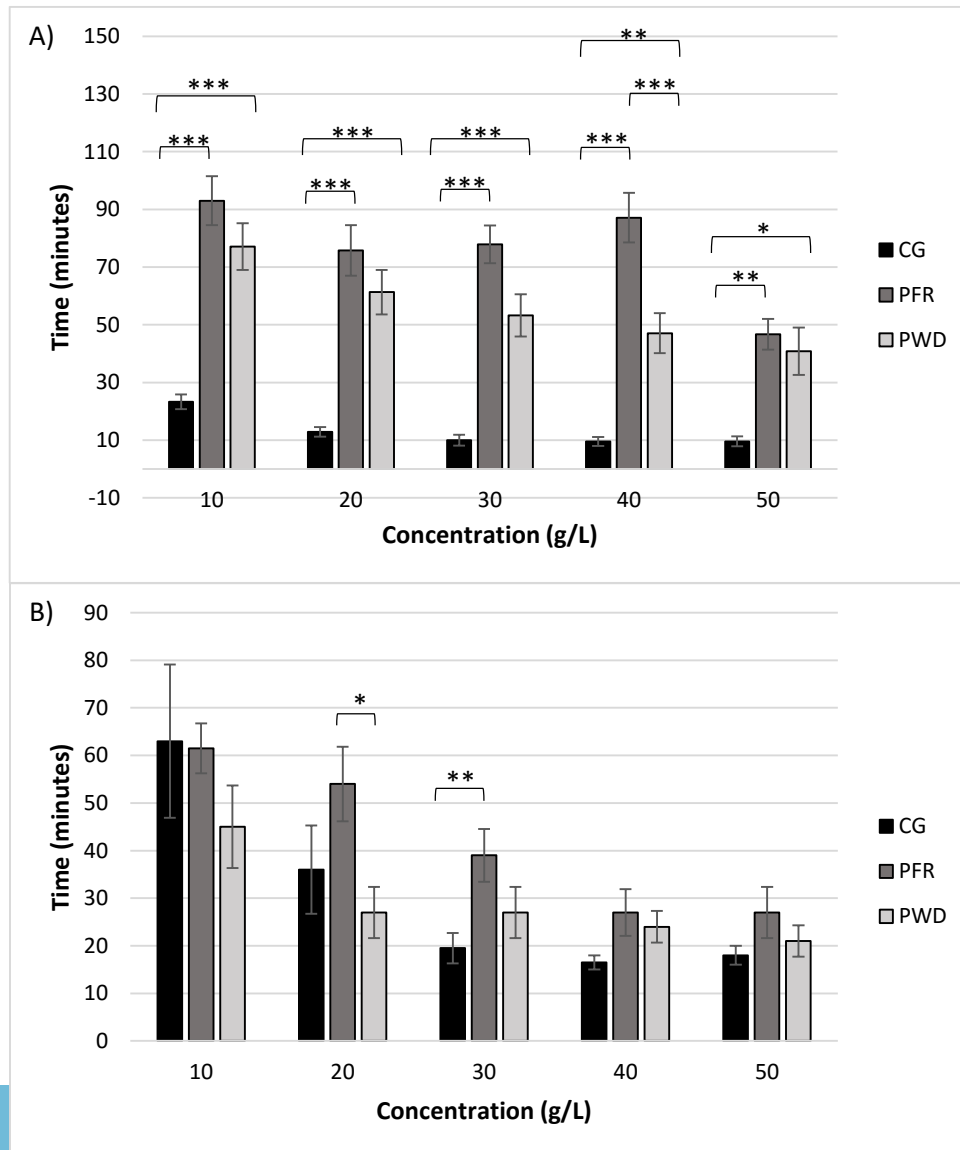 A)
150
130
110
90
70
50
30
10
-10
Time (minutes)
***
***
***
***
***
***
**
***
***
*
**
10 20 30 40 50
Concentration (g/L)
CG
PFR
PWD
B)
90
80
70
60
50
40
30
20
10
0
Time (minutes)
*
**
10 20 30 40 50
Concentration (g/L)
CG
PFR
PWD